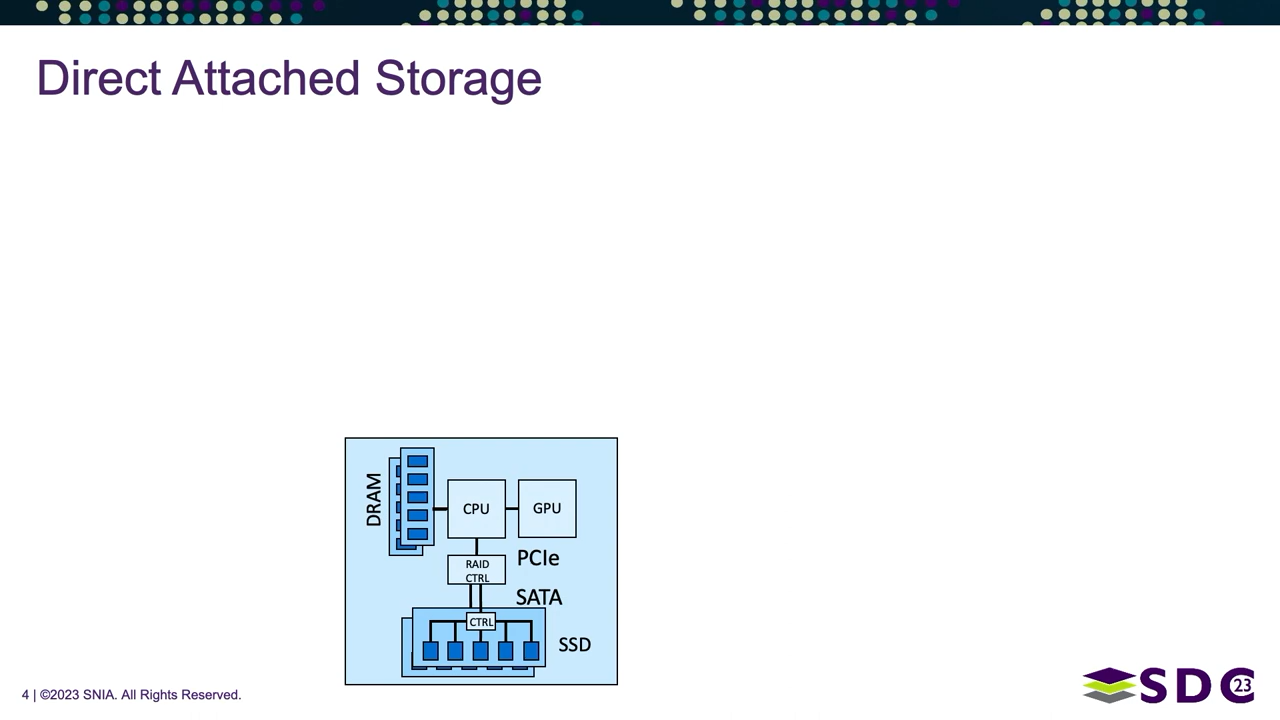 Direct Attached Storage
DRAM
CPU
GPU
PCIe
RAID
CTRL
SATA
CTRL
SSD
4 | ©2023 SNIA. All Rights Reserved.
SDC 23